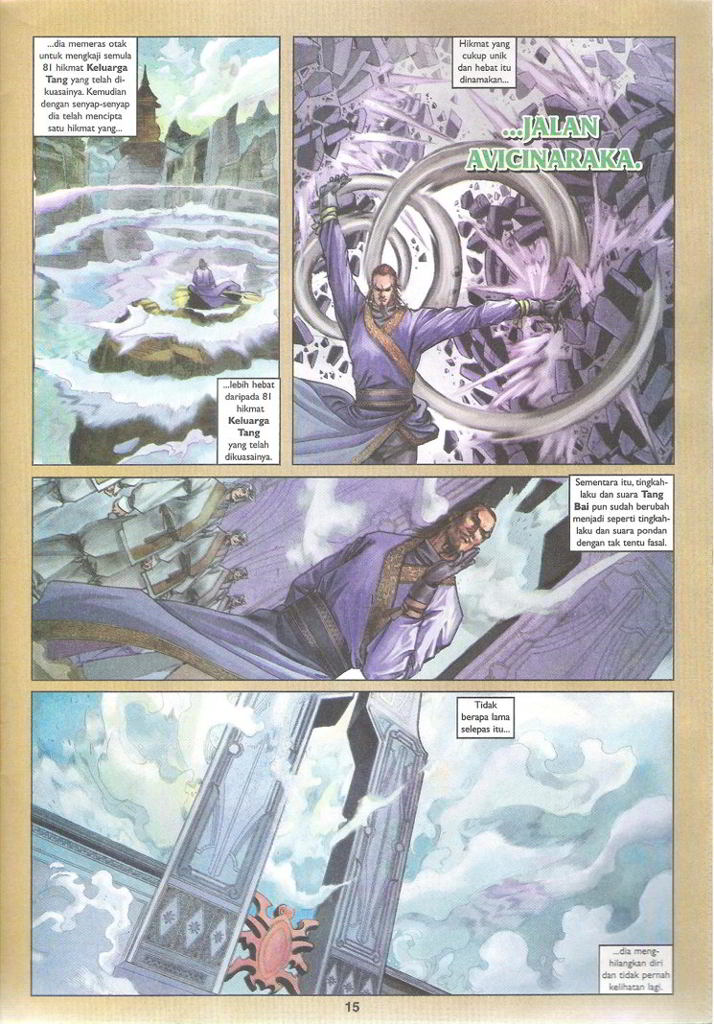 ...dia memeras otak
untuk mengkaji semula
81 hikmat Keluarga
Tang yang telah di-
kuasainya. Kemudian
dengan senyap-senyap
dia telah mencipta
satu hikmat yang...
...lebih hebat
daripada 81
hikmat
Keluarga
Tang
yang telah
dikuasainya.
Hikmat yang
cukup unik
dan hebat itu
dinamakan...
...JALAN
AVICINARAKA.
Sementara itu, tingkah-
laku dan suara Tang
Bai pun sudah berubah
menjadi seperti tingkah-
laku dan suara pondan
dengan tak tentu fasal.
Tidak
berapa lama
selepas itu...
...dia meng-
hilangkan diri
dan tidak pernah
kelihatan lagi.
15